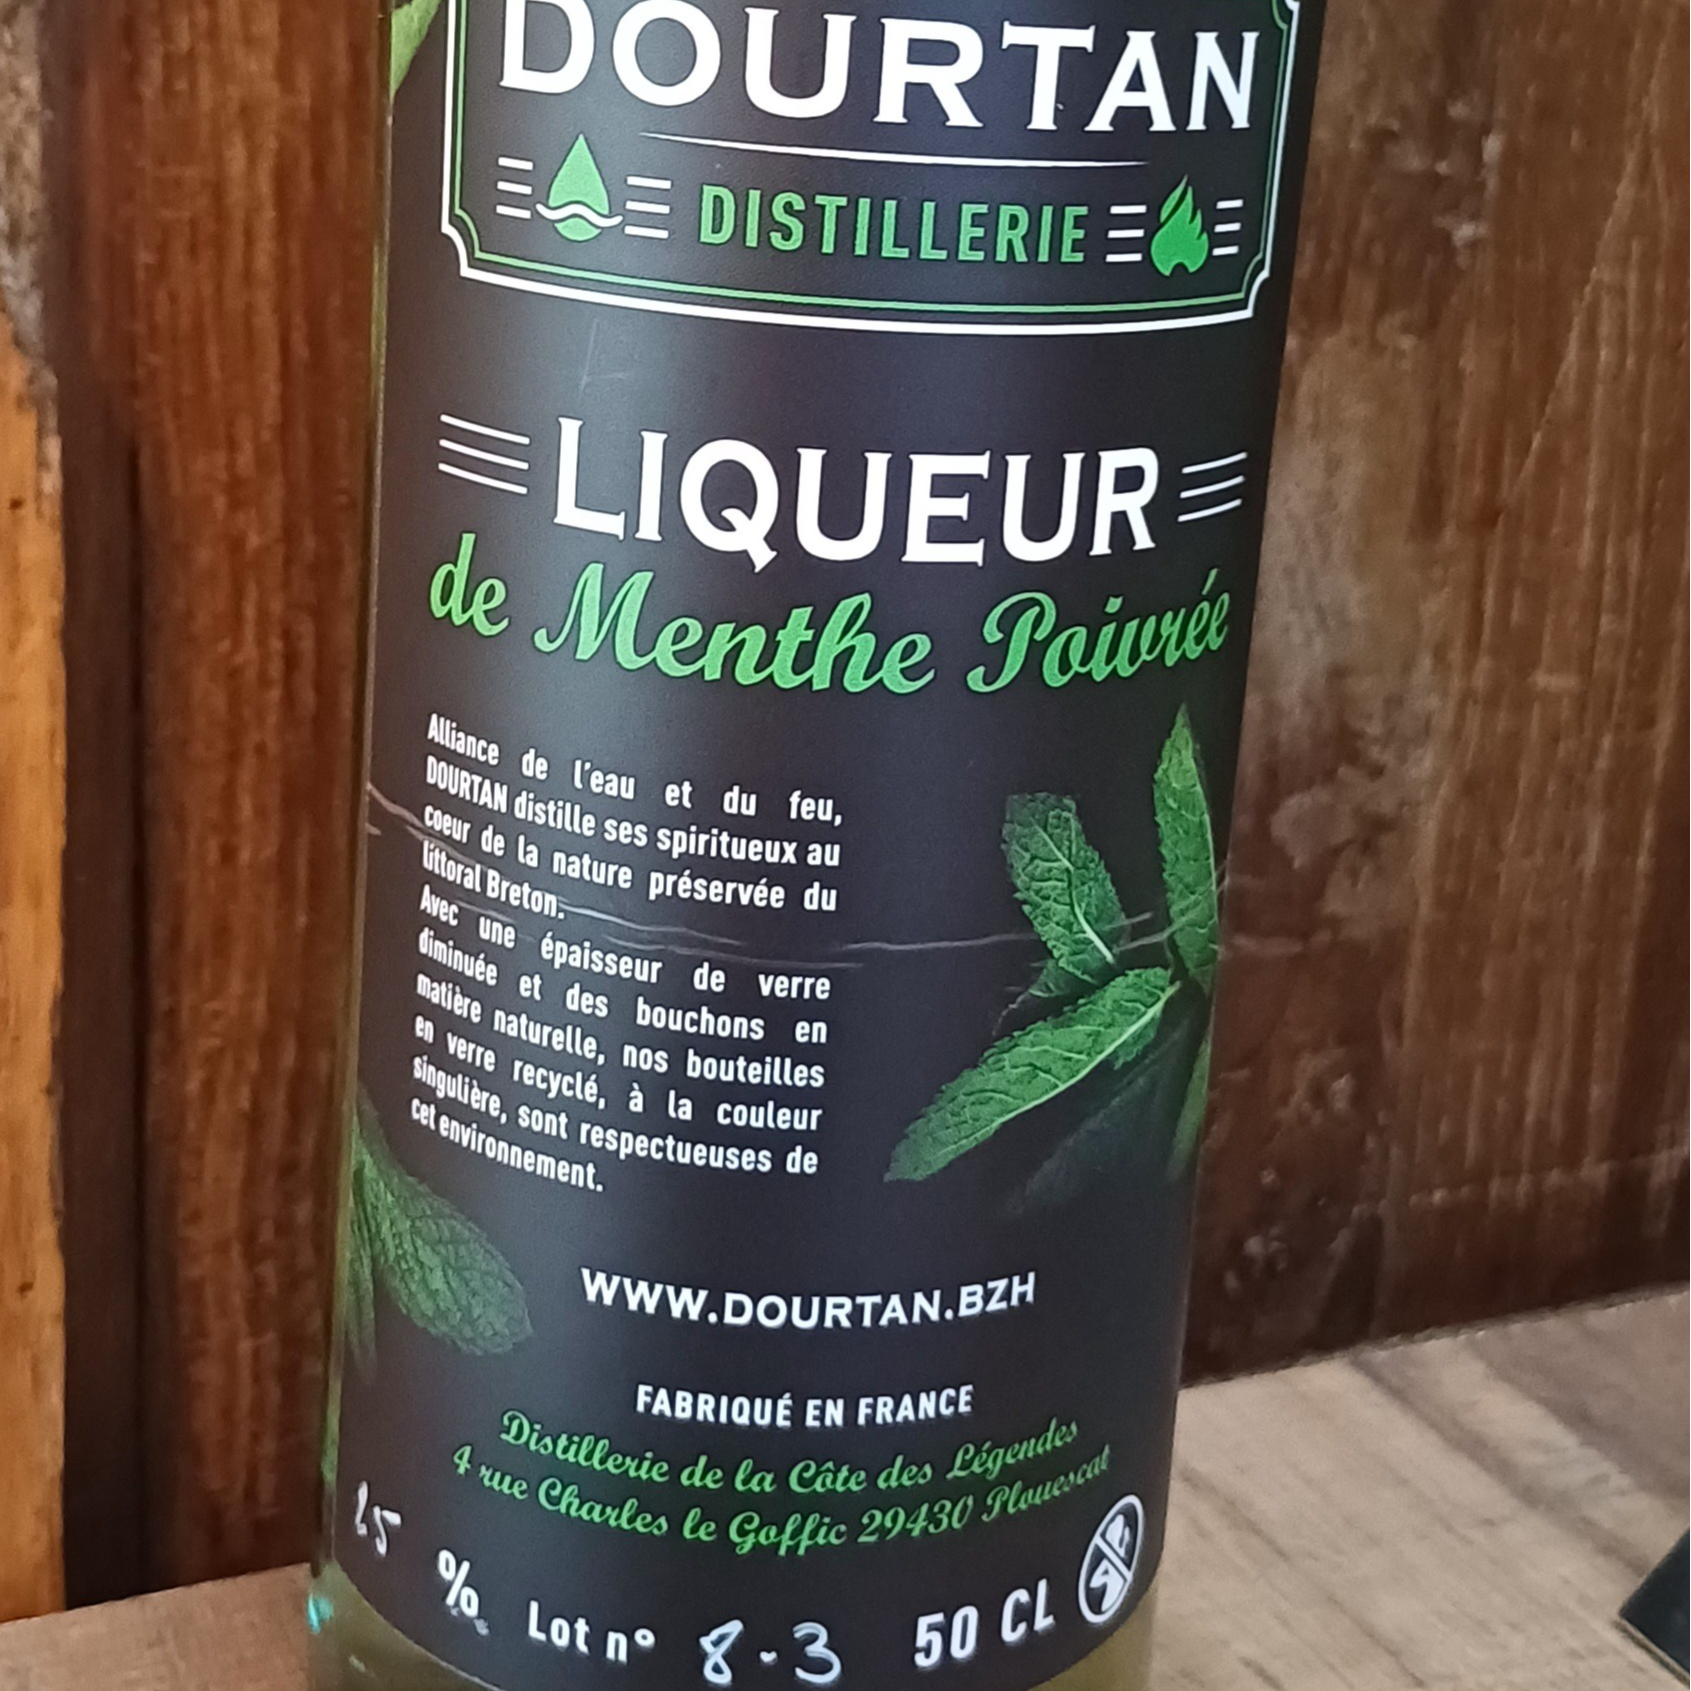 DOURTAN
DISTILLERIE
LIQUEUR
de Menthe Poivrée
Alliance de l'eau et du feu,
DOURTAN distille ses spiritueux au
coeur de la nature préservée du
littoral Breton.
Avec une épaisseur de verre
diminuée et des bouchons en
matière naturelle, nos bouteilles
en verre recyclé, à la couleur
singulière, sont respectueuses de
cet environnement.
WWW.DOURTAN.BZH
FABRIQUÉ EN FRANCE
Distillerie de la Côte des Légendes
4 rue Charles le Goffic 29430 Plouescat
25 % Lot n° 8-3 50 CL